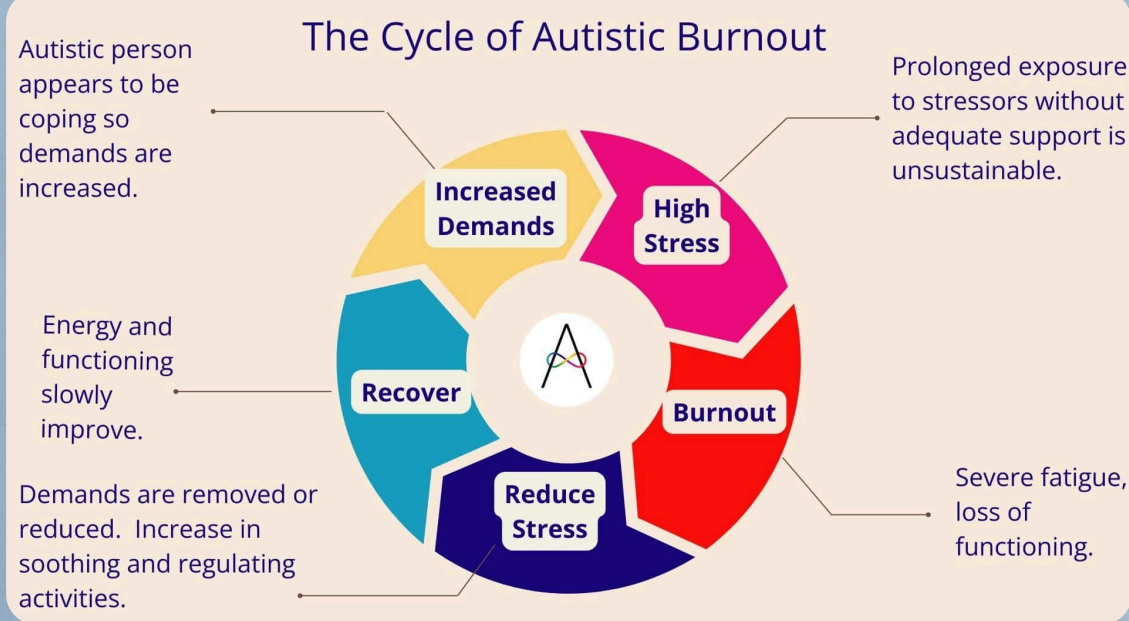 The Cycle of Autistic Burnout
Autistic person
appears to be
coping so
demands are
increased.
Prolonged exposure
to stressors without
adequate support is
unsustainable.
Increased
Demands
High
Stress
Energy and
functioning
slowly
improve.
Recover
Burnout
Severe fatigue,
loss of
functioning.
Demands are removed or
reduced. Increase in
soothing and regulating
activities.
Reduce
Stress